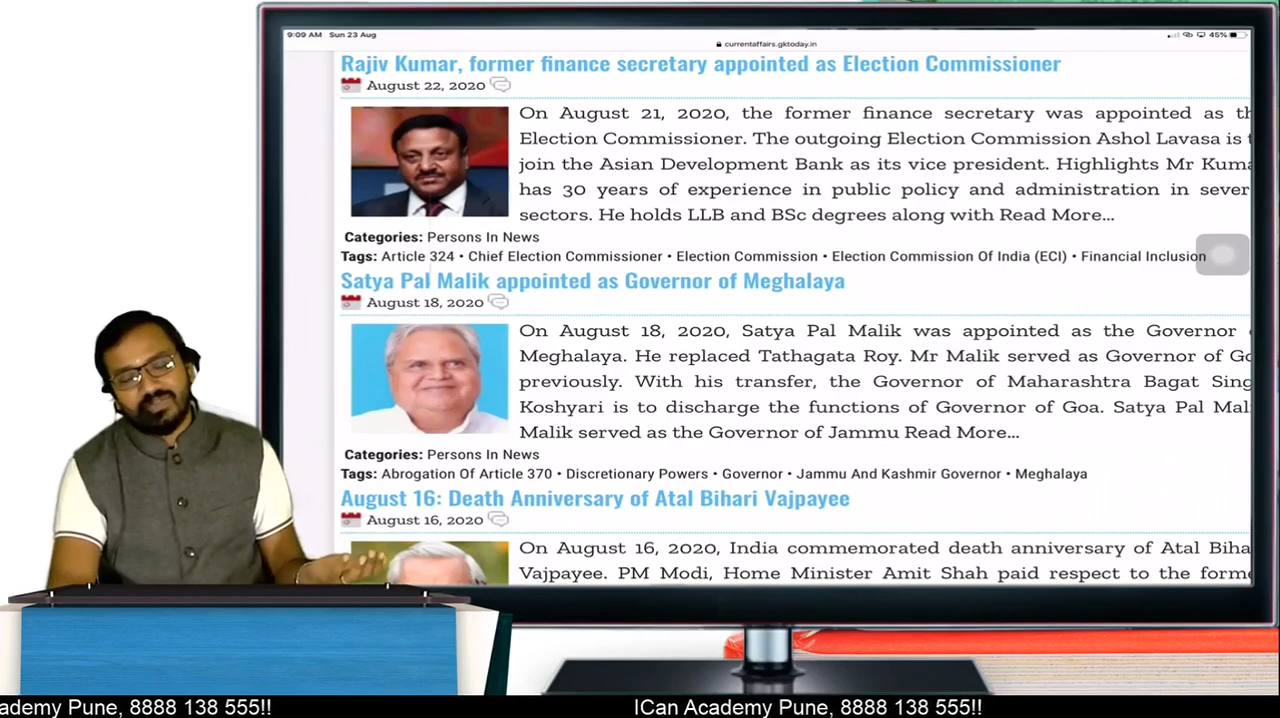 9:09 AM Sun 23 Aug
currentaffairs.gktoday.in
45%
Rajiv Kumar, former finance secretary appointed as Election Commissioner
August 22, 2020
On August 21, 2020, the former finance secretary was appointed as
Election Commissioner. The outgoing Election Commission Ashol Lavasa is
join the Asian Development Bank as its vice president. Highlights Mr
has 30 years of experience in public policy and administration in
sectors. He holds LLB and BSc degrees along with Read More...
Categories: Persons In News
Tags: Article 324 • Chief Election Commissioner • Election Commission • Election Commission Of India (ECI) • Financial Inclusion
Satya Pal Malik appointed as Governor of Meghalaya
August 18, 2020
On August 18, 2020, Satya Pal Malik was appointed as the Governor
Meghalaya. He replaced Tathagata Roy. Mr Malik served as Governor of
previously. With his transfer, the Governor of Maharashtra Bagat
Koshyari is to discharge the functions of Governor of Goa. Satya Pal
Malik served as the Governor of Jammu Read More...
Categories: Persons In News
Tags: Abrogation Of Article 370 • Discretionary Powers • Governor • Jammu And Kashmir Governor • Meghalaya
August 16: Death Anniversary of Atal Bihari Vajpayee
August 16, 2020
On August 16, 2020, India commemorated death anniversary of Atal
Vajpayee. PM Modi, Home Minister Amit Shah paid respect to the
ademy Pune, 8888 138 555!! ICan Academy Pune, 8888 138 555!!